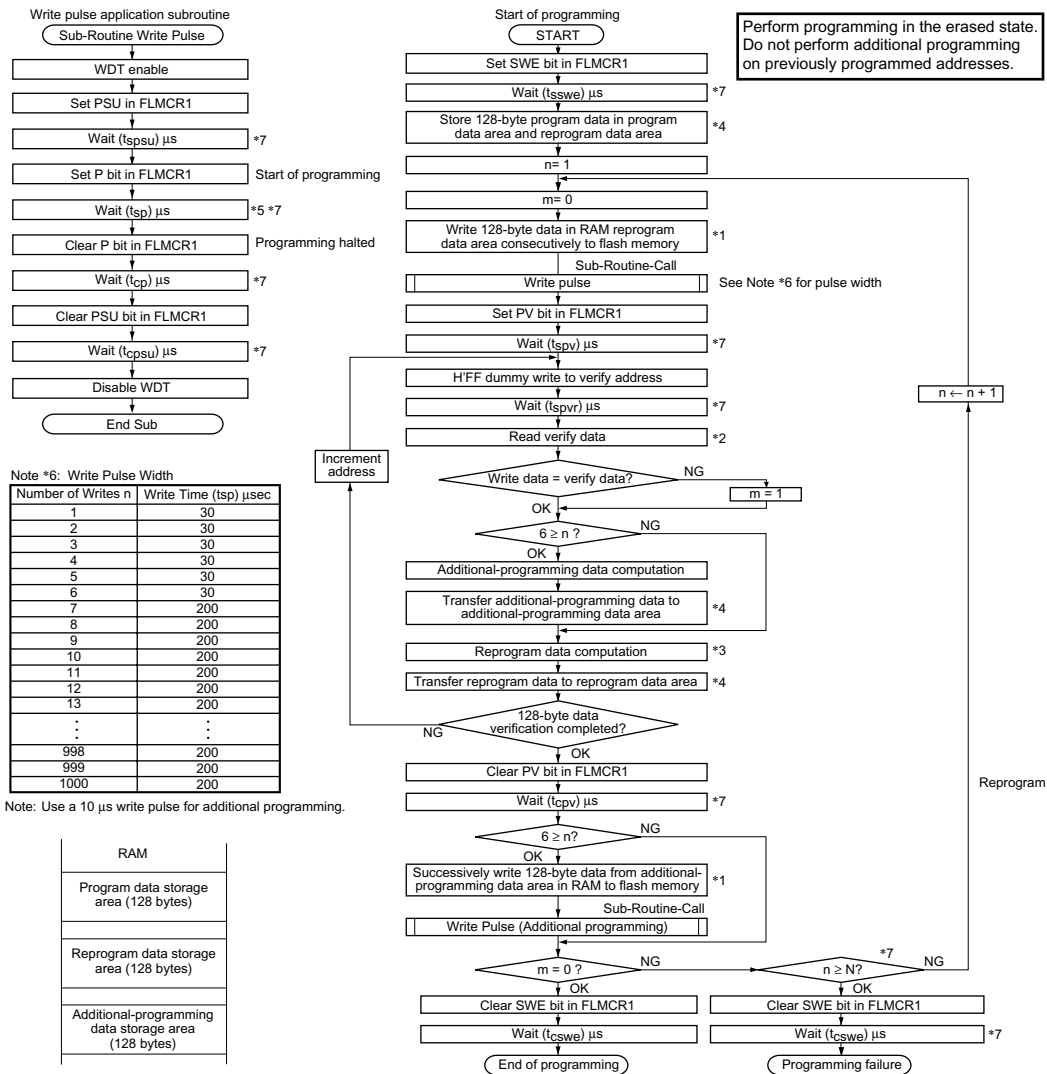 Write pulse application subroutine
Sub-Routine Write Pulse
WDT enable
Set PSU in FLMCR1
Wait (tspsu) μs
*7
Set P bit in FLMCR1
Start of programming
Wait (tsp) μs
*5 *7
Clear P bit in FLMCR1
Programming halted
Wait (tcp) μs
*7
Clear PSU bit in FLMCR1
Wait (tcpsu) μs
*7
Disable WDT
End Sub
Note *6: Write Pulse Width
Number of Writes n Write Time (tsp) μsec
1 30
2 30
3 30
4 30
5 30
6 30
7 200
8 200
9 200
10 200
11 200
12 200
13 200
⋮ ⋮
998 200
999 200
1000 200
Note: Use a 10 μs write pulse for additional programming.
RAM
Program data storage
area (128 bytes)
Reprogram data storage
area (128 bytes)
Additional-programming
data storage area
(128 bytes)
Start of programming
START
Set SWE bit in FLMCR1
Wait (tsswe) μs
*7
Store 128-byte program data in program
data area and reprogram data area
*4
n= 1
m= 0
Write 128-byte data in RAM reprogram
data area consecutively to flash memory
*1
Sub-Routine-Call
Write pulse
See Note *6 for pulse width
Set PV bit in FLMCR1
Wait (tspv) μs
*7
H'FF dummy write to verify address
Wait (tspvr) μs
*7
Read verify data
*2
Increment
address
Write data = verify data?
NG
m = 1
OK
6 ≥ n ?
NG
OK
Additional-programming data computation
Transfer additional-programming data to
additional-programming data area
*4
Reprogram data computation
*3
Transfer reprogram data to reprogram data area
*4
128-byte data
verification completed?
NG
OK
Clear PV bit in FLMCR1
Wait (tcpv) μs
*7
6 ≥ n?
NG
OK
Successively write 128-byte data from additional-
programming data area in RAM to flash memory
*1
Sub-Routine-Call
Write Pulse (Additional programming)
m = 0 ?
NG
OK
Clear SWE bit in FLMCR1
Wait (tcswe) μs
End of programming
*7
n ≥ N?
NG
OK
Clear SWE bit in FLMCR1
Wait (tcswe) μs
*7
Programming failure
n ← n + 1
Reprogram
Perform programming in the erased state.
Do not perform additional programming
on previously programmed addresses.